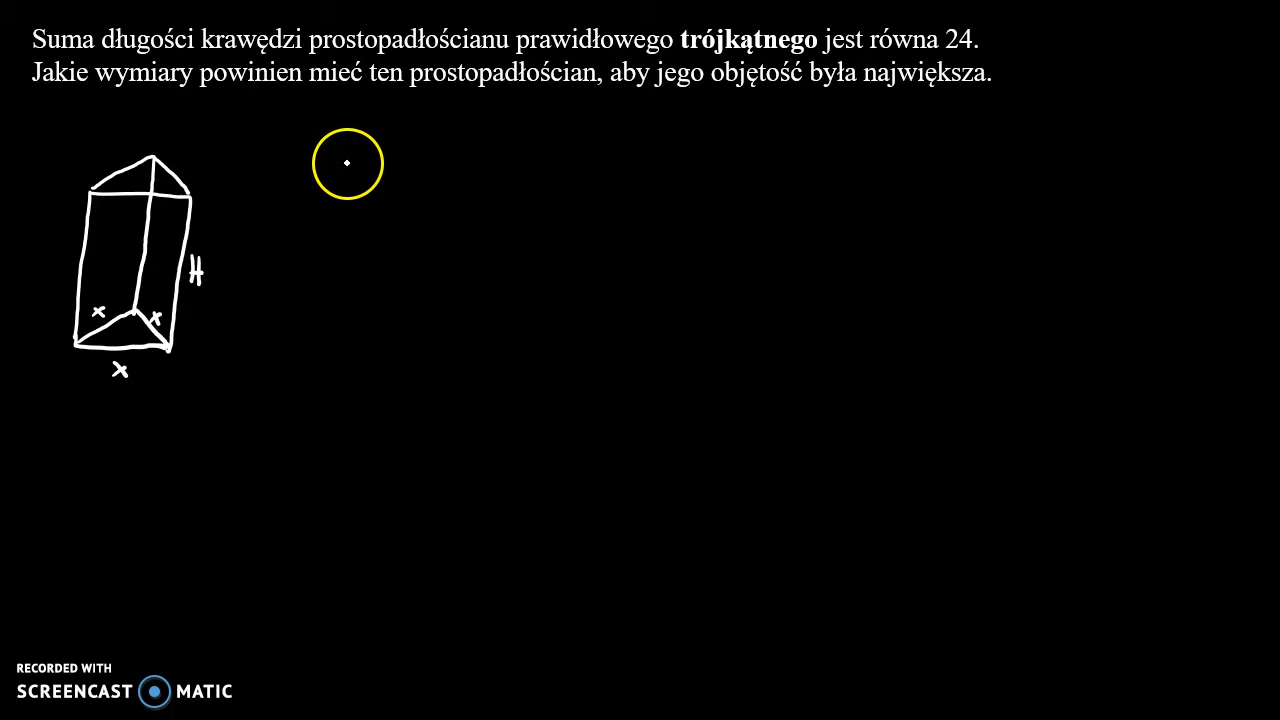 Suma długości krawędzi prostopadłościanu prawidłowego trójkątnego jest równa 24.
Jakie wymiary powinien mieć ten prostopadłościan, aby jego objętość była największa.
H
x x
x
RECORDED WITH
SCREENCAST MATIC